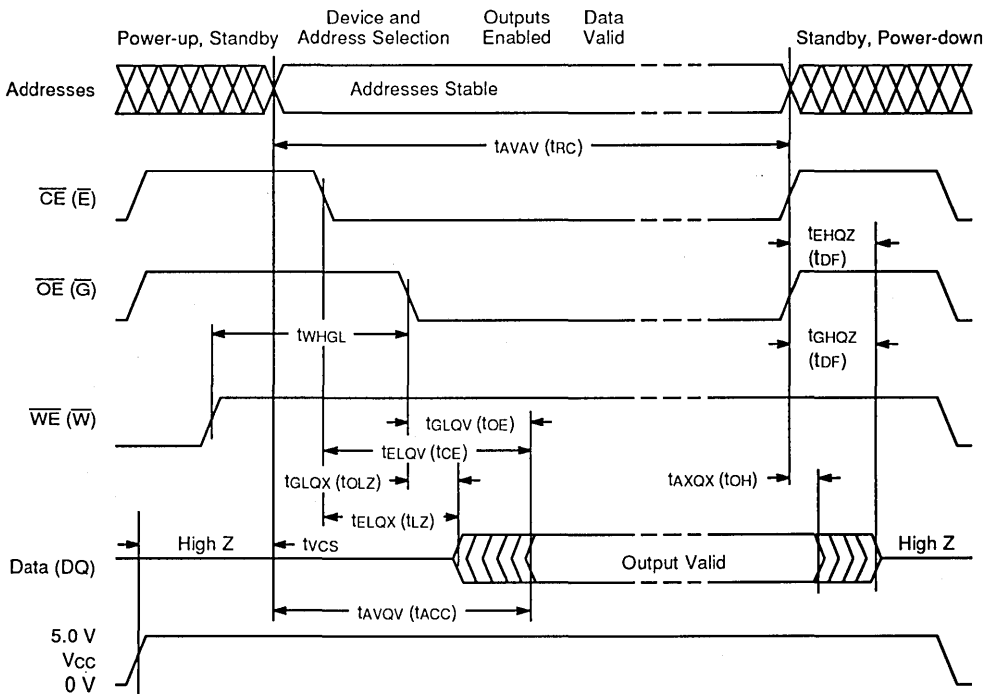 Power-up, Standby
Device and
Address Selection
Outputs
Enabled
Data
Valid
Standby, Power-down
Addresses
Addresses Stable
tAVAV (tRC)
CE (E)
tEHQZ
(tDF)
OE (G)
tWHGL
tGHQZ
(tDF)
WE (W)
tGLQV (tOE)
tELQV (tCE)
tGLQX (tOLZ)
tAXQX (tOH)
tELQX (tLZ)
High Z
tVCS
High Z
Data (DQ)
Output Valid
tAVQV (tACC)
5.0 V
VCC
0 V